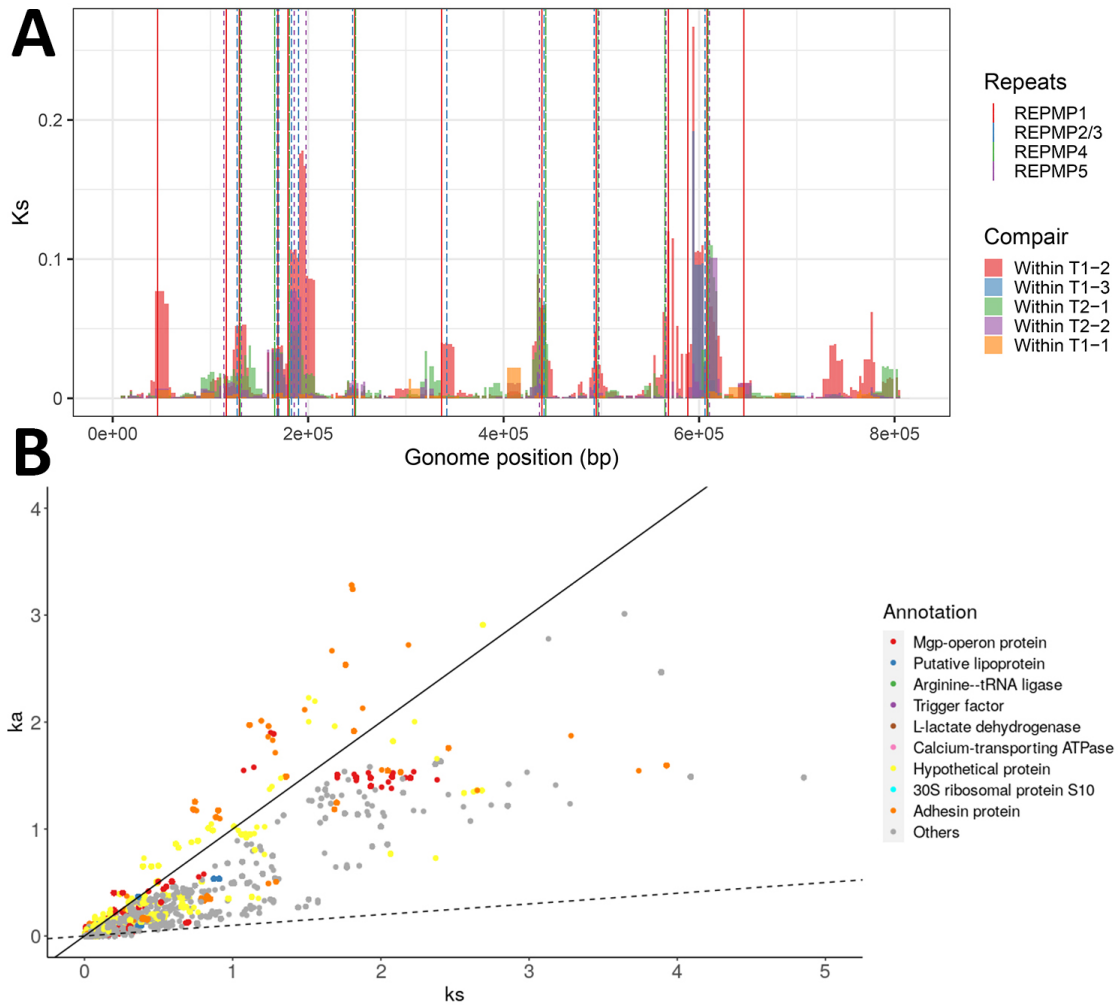 A
Ks
0.2
0.1
0
0e+00 2e+05 4e+05 6e+05 8e+05
Gonome position (bp)
Repeats
REPMP1
REPMP2/3
REPMP4
REPMP5
Compair
Within T1−2
Within T1−3
Within T2−1
Within T2−2
Within T1−1
B
ka
4
3
2
1
0
0 1 2 3 4 5
ks
Annotation
Mgp-operon protein
Putative lipoprotein
Arginine--tRNA ligase
Trigger factor
L-lactate dehydrogenase
Calcium-transporting ATPase
Hypothetical protein
30S ribosomal protein S10
Adhesin protein
Others